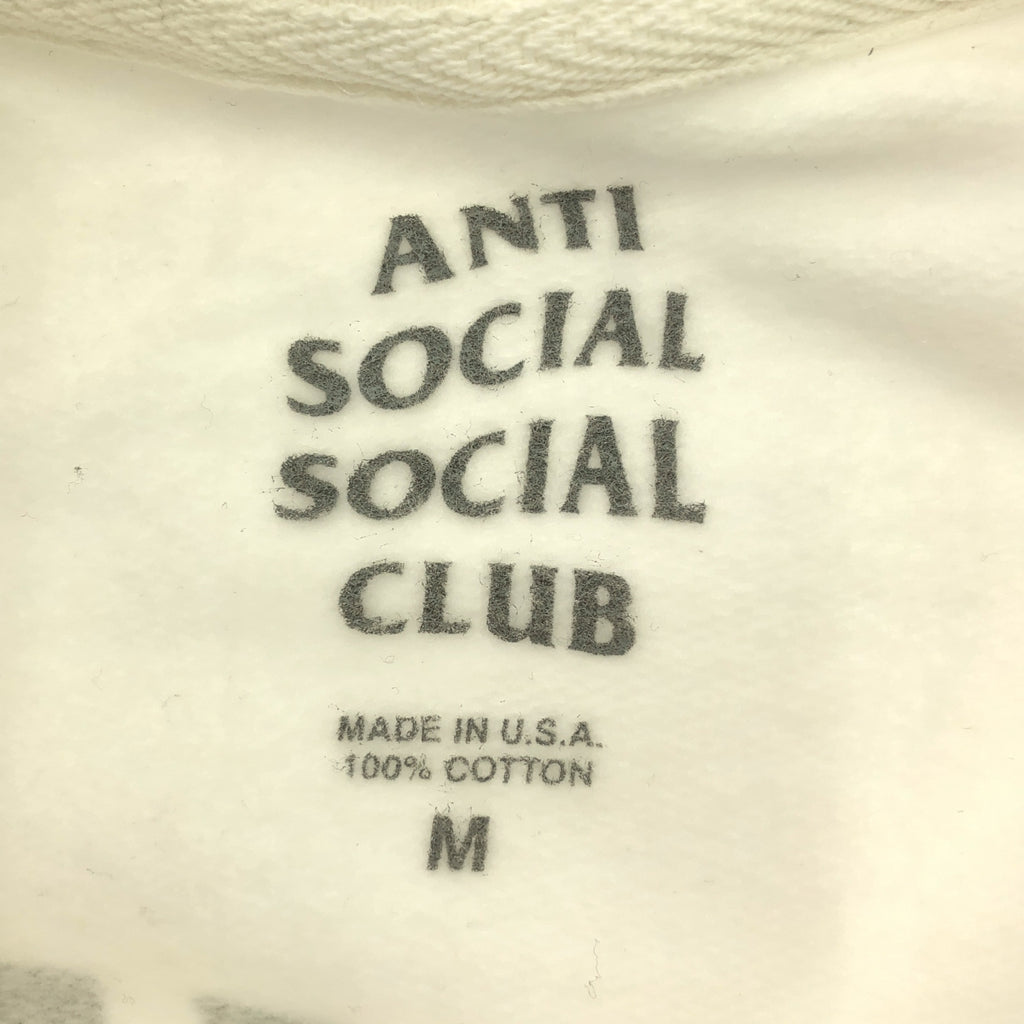 ANTI
SOCIAL
SOCIAL
CLUB
MADE IN U.S.A.
100% COTTON
M